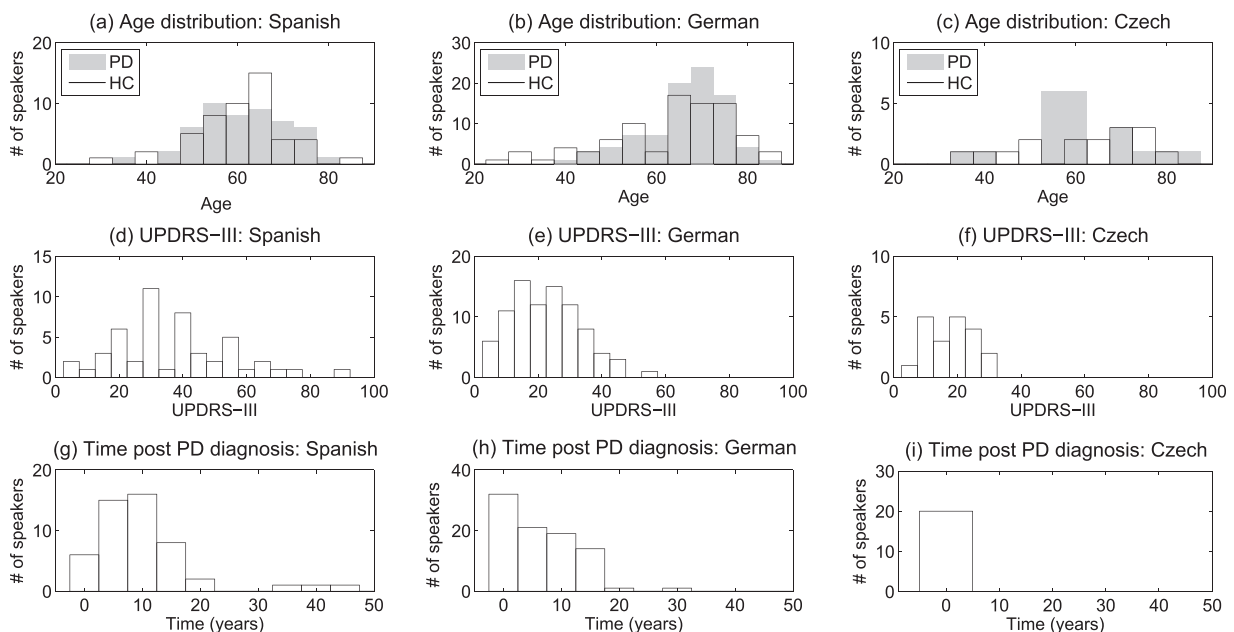 (a) Age distribution: Spanish
20
10
0
# of speakers
PD
HC
20 40 60 80
Age
(b) Age distribution: German
30
20
10
0
# of speakers
PD
HC
20 40 60 80
Age
(c) Age distribution: Czech
10
5
0
# of speakers
PD
HC
20 40 60 80
Age
(d) UPDRS−III: Spanish
15
10
5
0
# of speakers
0 20 40 60 80 100
UPDRS−III
(e) UPDRS−III: German
20
10
0
# of speakers
0 20 40 60 80 100
UPDRS−III
(f) UPDRS−III: Czech
10
5
0
# of speakers
0 20 40 60 80 100
UPDRS−III
(g) Time post PD diagnosis: Spanish
20
10
0
# of speakers
0 10 20 30 40 50
Time (years)
(h) Time post PD diagnosis: German
40
20
0
# of speakers
0 10 20 30 40 50
Time (years)
(i) Time post PD diagnosis: Czech
30
20
10
0
# of speakers
0 10 20 30 40 50
Time (years)